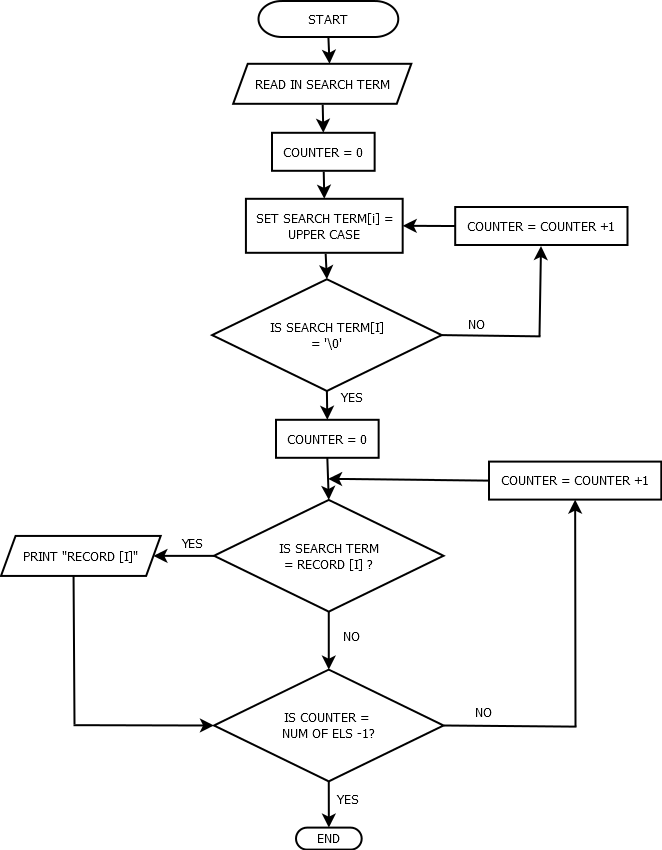 START
READ IN SEARCH TERM
COUNTER = 0
SET SEARCH TERM[i] =
UPPER CASE
COUNTER = COUNTER +1
IS SEARCH TERM[I]
= '\0'
NO
YES
COUNTER = 0
COUNTER = COUNTER +1
IS SEARCH TERM
= RECORD [I] ?
YES
PRINT "RECORD [I]"
NO
IS COUNTER =
NUM OF ELS -1?
NO
YES
END